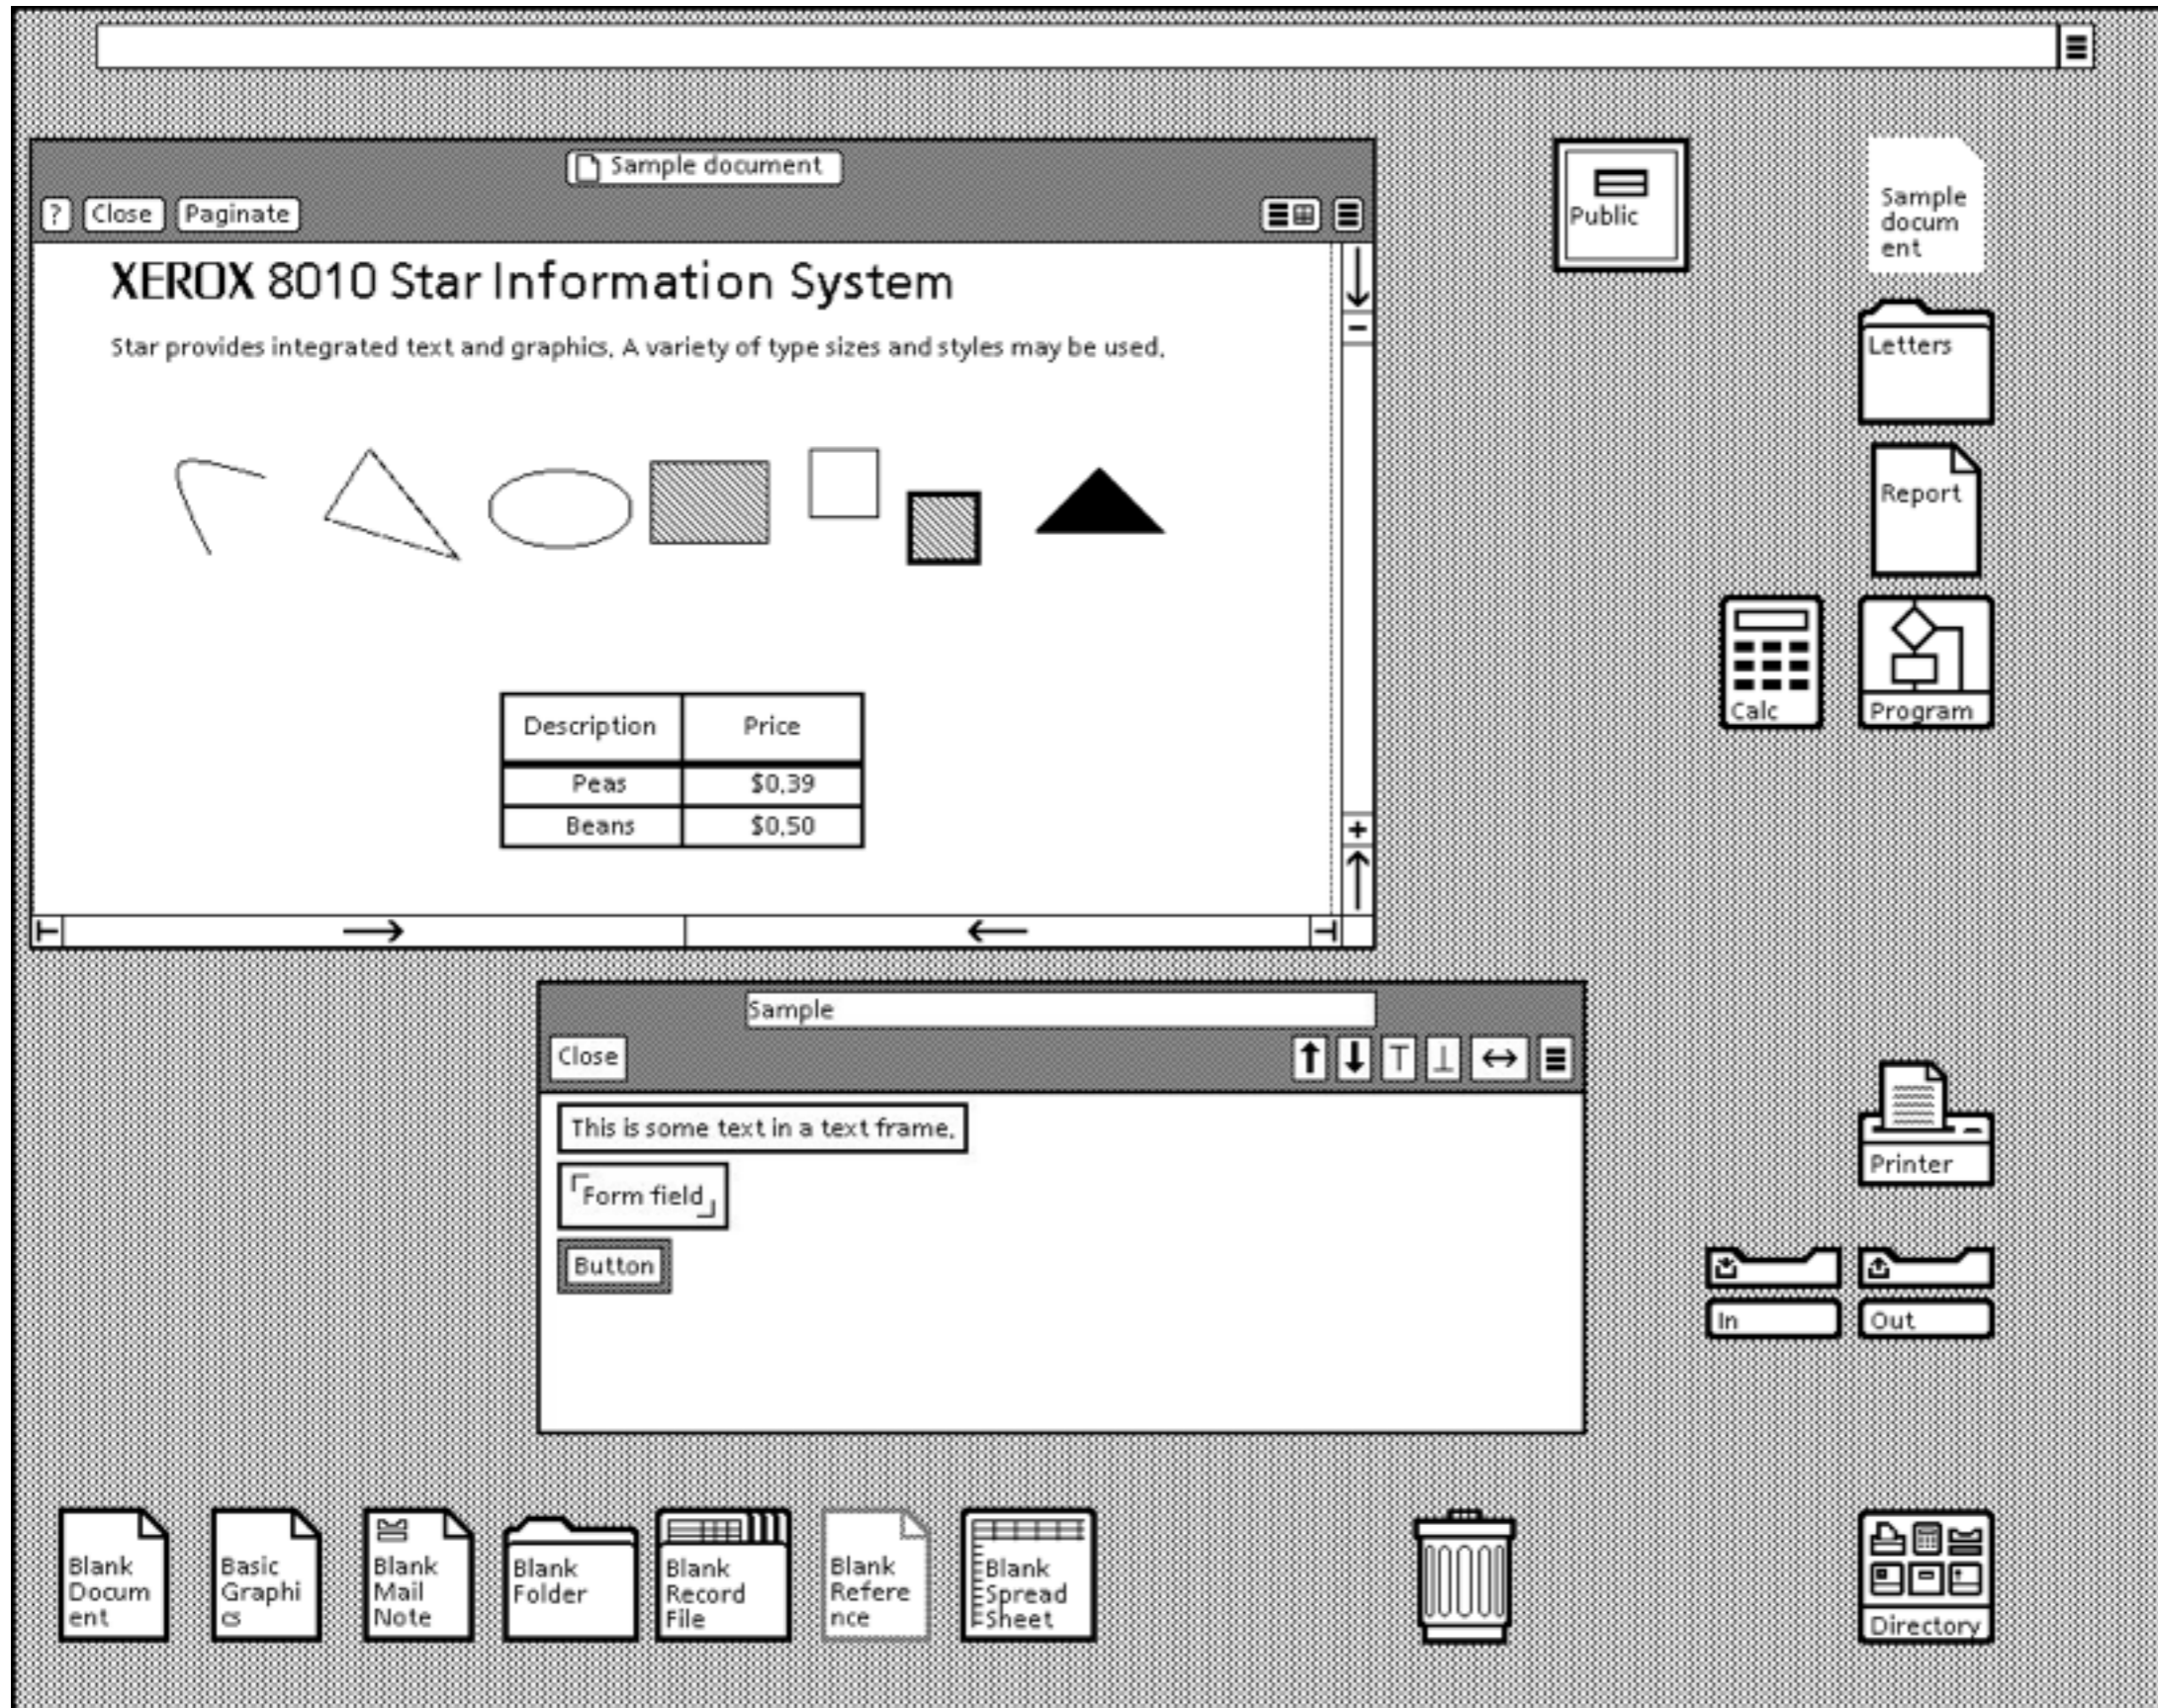 Sample document
? Close Paginate
XEROX 8010 Star Information System
Star provides integrated text and graphics. A variety of type sizes and styles may be used.
Description Price
Peas $0.39
Beans $0.50
Public
Sample
docum
ent
Letters
Report
Calc
Program
Sample
Close
This is some text in a text frame.
Form field
Button
Printer
In
Out
Blank
Docum
ent
Basic
Graphi
cs
Blank
Mail
Note
Blank
Folder
Blank
Record
File
Blank
Refere
nce
Blank
Spread
Sheet
Directory